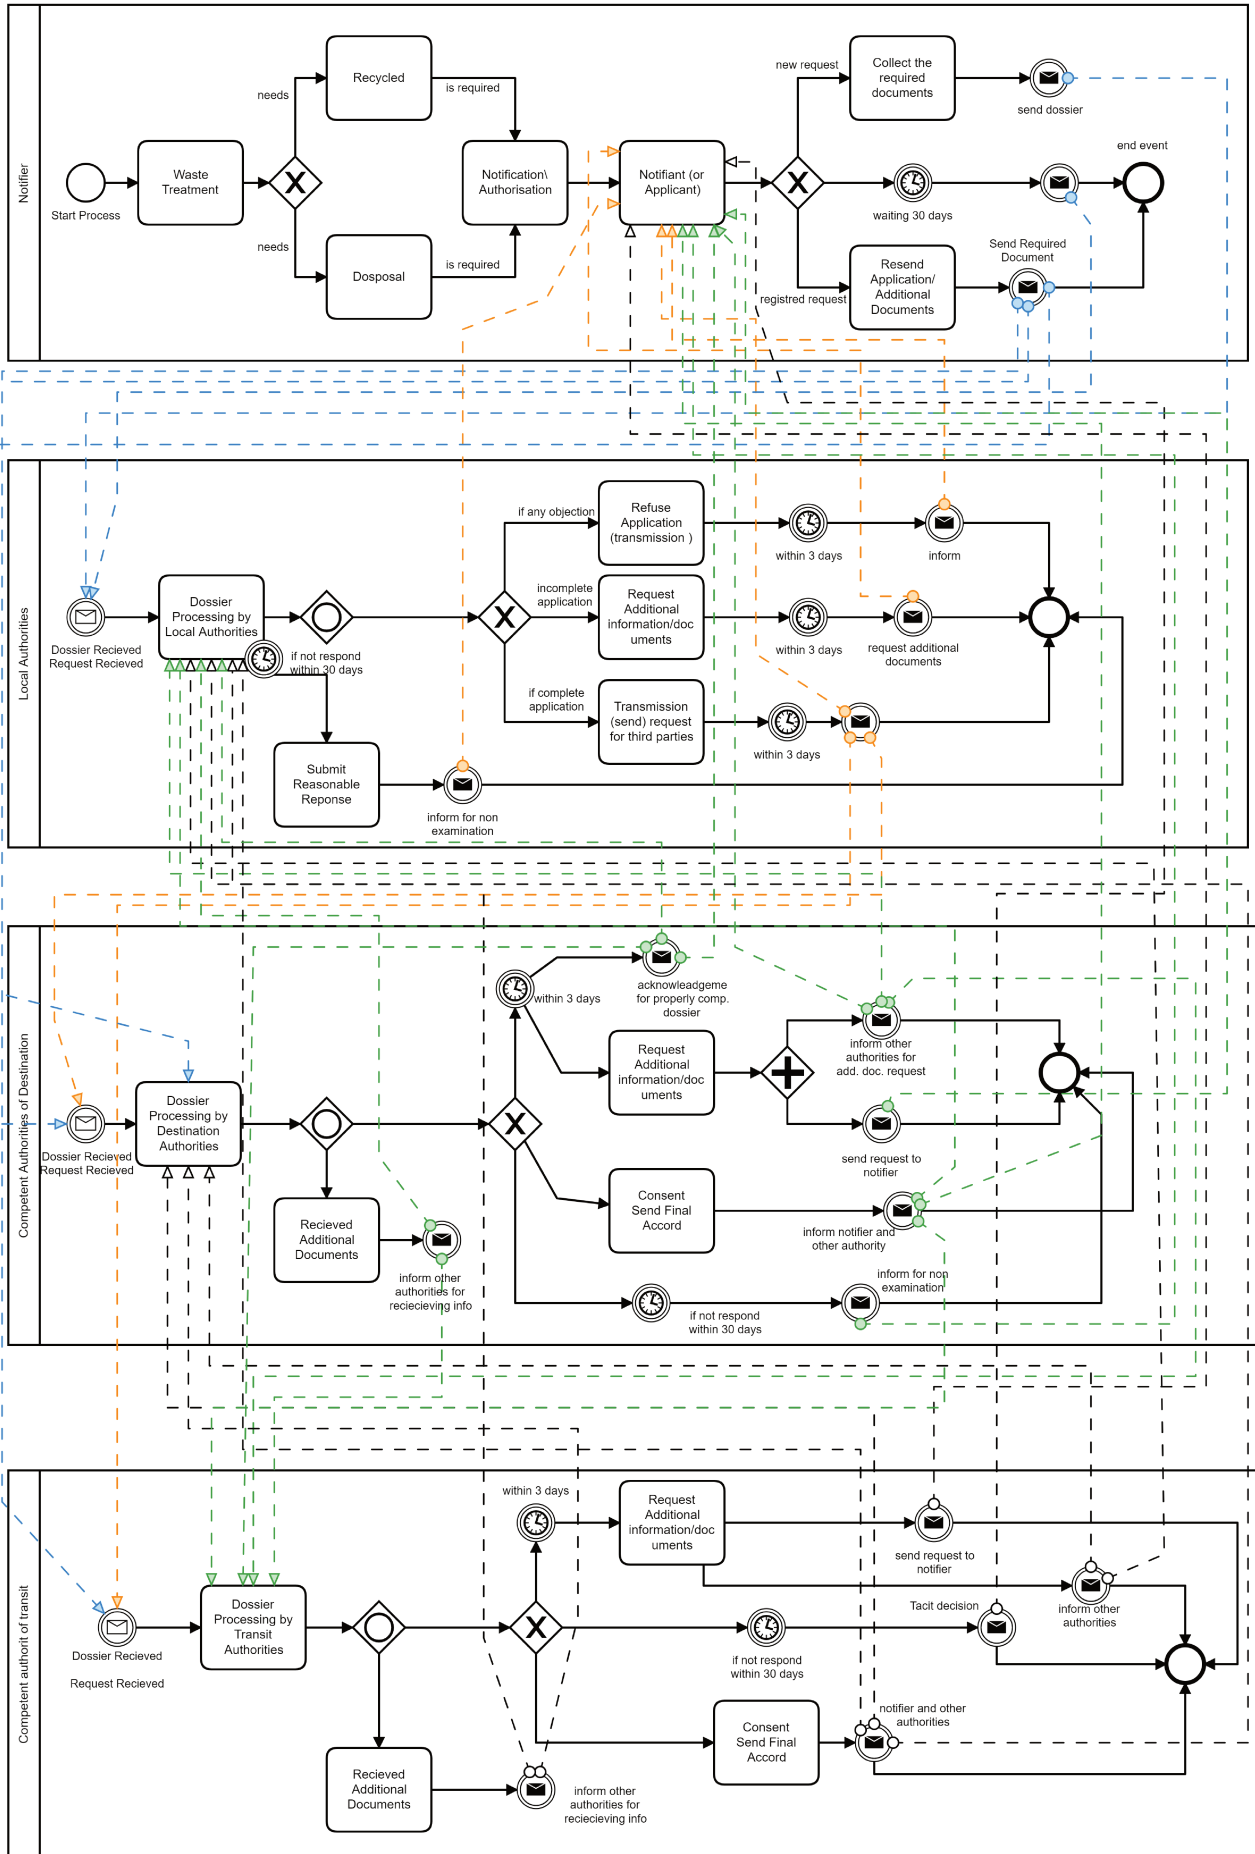 Notifier
Start Process
Waste
Treatment
needs
needs
Recycled
Dosposal
is required
is required
Notification\
Authorisation
Notifiant (or
Applicant)
new request
registred request
Collect the
required
documents
send dossier
waiting 30 days
end event
Resend
Application/
Additional
Documents
Send Required
Document
Local Authorities
Dossier Recieved
Request Recieved
Dossier
Processing by
Local Authorities
if not respond
within 30 days
Submit
Reasonable
Reponse
inform for non
examination
if any objection
incomplete
application
if complete
application
Refuse
Application
(transmission )
within 3 days
inform
Request
Additional
information/doc
uments
within 3 days
request additional
documents
Transmission
(send) request
for third parties
within 3 days
Competent Authorities of Destination
Dossier Recieved
Request Recieved
Dossier
Processing by
Destination
Authorities
Recieved
Additional
Documents
inform other
authorities for
reciecieving info
within 3 days
acknowleadgeme
for properly comp.
dossier
Request
Additional
information/doc
uments
inform other
authorities for
add. doc. request
send request to
notifier
Consent
Send Final
Accord
inform notifier and
other authority
if not respond
within 30 days
inform for non
examination
Competent authorit of transit
Dossier Recieved
Request Recieved
Dossier
Processing by
Transit
Authorities
Recieved
Additional
Documents
inform other
authorities for
reciecieving info
within 3 days
Request
Additional
information/doc
uments
send request to
notifier
inform other
authorities
if not respond
within 30 days
Tacit decision
Consent
Send Final
Accord
notifier and other
authorities